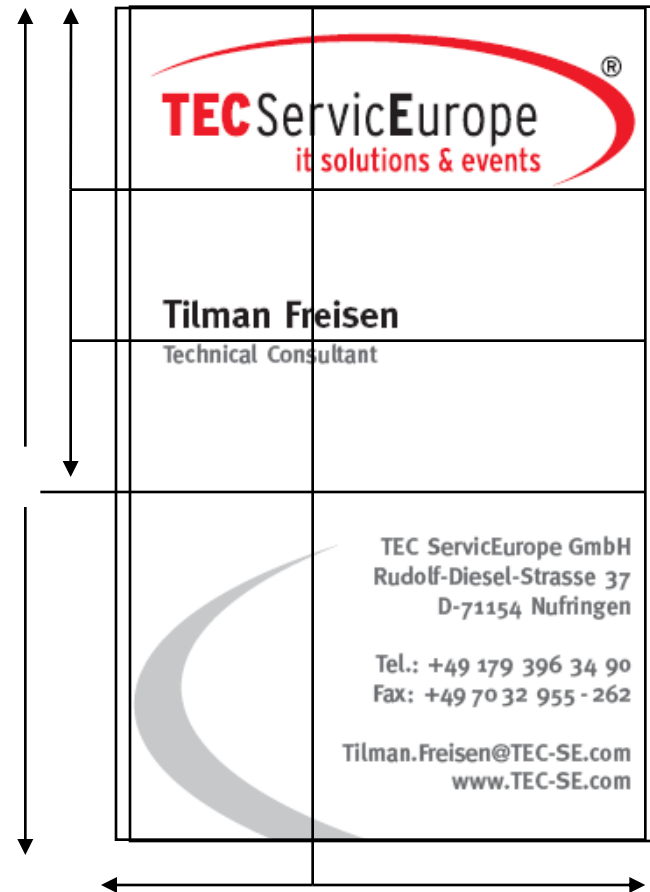 ®
TECServicEurope
it solutions & events
Tilman Freisen
Technical Consultant
TEC ServicEurope GmbH
Rudolf-Diesel-Strasse 37
D-71154 Nufringen
Tel.: +49 179 396 34 90
Fax: +49 70 32 955 - 262
Tilman.Freisen@TEC-SE.com
www.TEC-SE.com